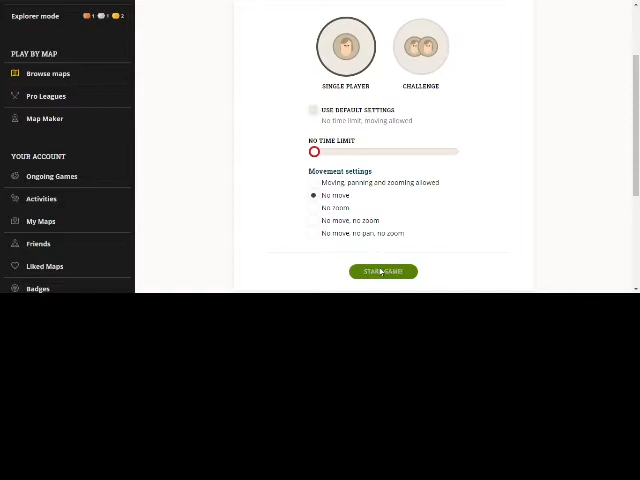 Explorer mode 1 1 2
PLAY BY MAP
Browse maps
Pro Leagues
Map Maker
YOUR ACCOUNT
Ongoing Games
Activities
My Maps
Friends
Liked Maps
Badges
SINGLE PLAYER CHALLENGE
USE DEFAULT SETTINGS
No time limit, moving allowed
NO TIME LIMIT
Movement settings
Moving, panning and zooming allowed
No move
No zoom
No move, no zoom
No move, no pan, no zoom
START GAME!